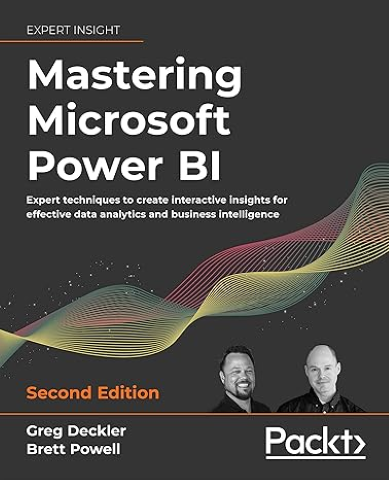 EXPERT INSIGHT
Mastering
Microsoft
Power BI
Expert techniques to create interactive insights for
effective data analytics and business intelligence
Second Edition
Greg Deckler
Brett Powell
Packt>